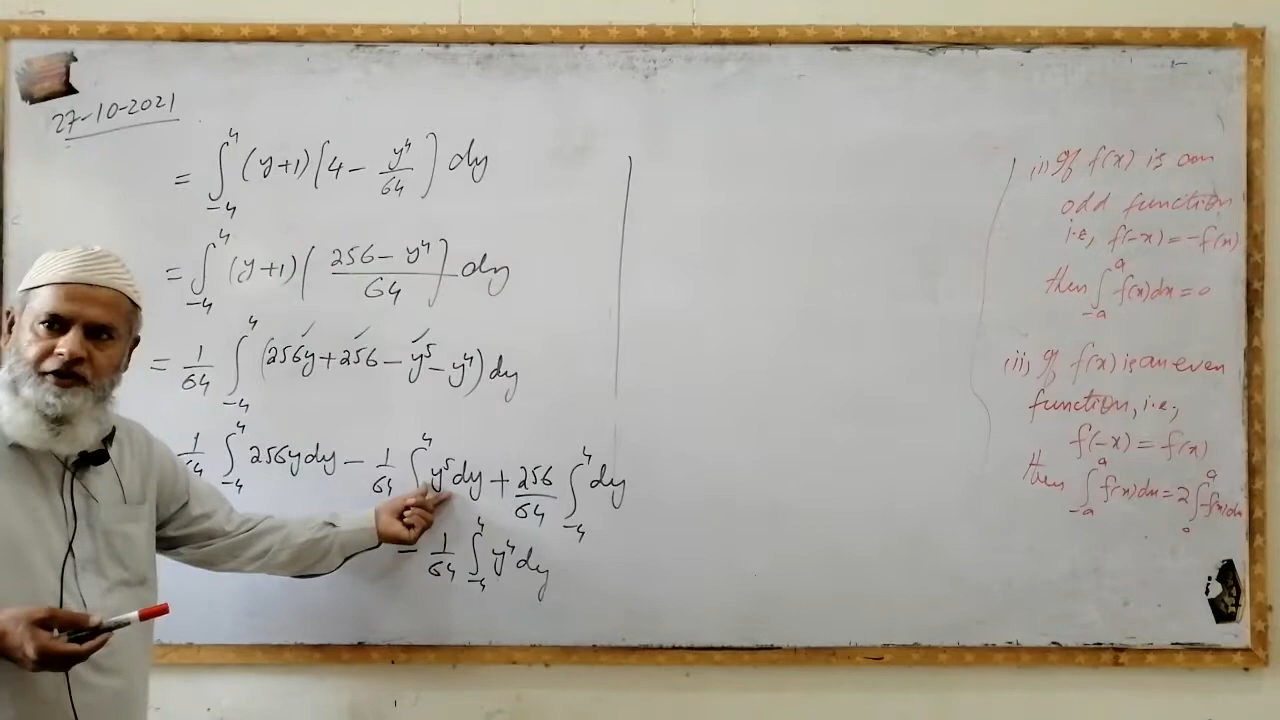 27-10-2021
= ∫_{-4}^{4} (y+1)(4 - y⁴/64) dy
= ∫_{-4}^{4} (y+1)((256 - y⁴)/64) dy
= 1/64 ∫_{-4}^{4} (256y + 256 - y⁵ - y⁴) dy
1/64 ∫_{-4}^{4} 256y dy - 1/64 ∫^{4} y⁵ dy + 256/64 ∫_{-4}^{4} dy
- 1/64 ∫_{-4}^{4} y⁴ dy
(i) If f(x) is an
odd function
i.e, f(-x) = -f(x)
then ∫_{-a}^{a} f(x) dx = 0
(ii) If f(x) is an even
function, i.e,
f(-x) = f(x)
then ∫_{-a}^{a} f(x) dx = 2 ∫_{0}^{a} f(x) dx